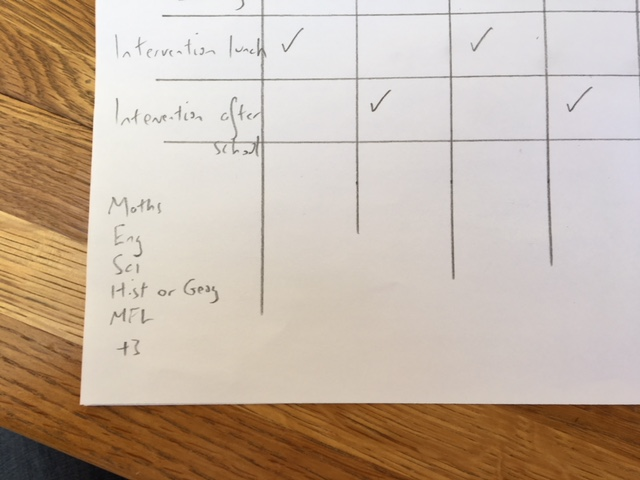 Intervention lunch ✓ ✓
Intervention after ✓ ✓
school
Maths
Eng
Sci
Hist or Geog
MFL
+3